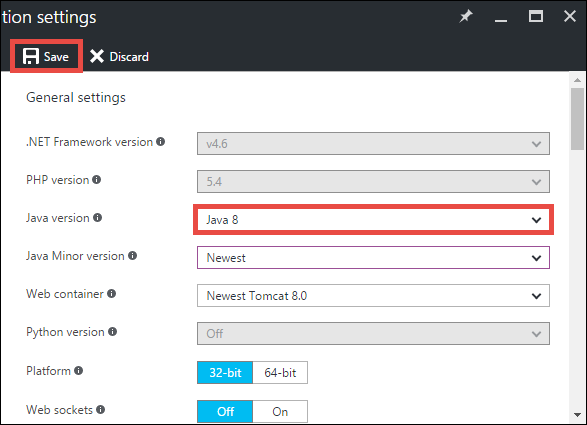 tion settings
Save Discard
General settings
.NET Framework version v4.6
PHP version 5.4
Java version Java 8
Java Minor version Newest
Web container Newest Tomcat 8.0
Python version Off
Platform 32-bit 64-bit
Web sockets Off On